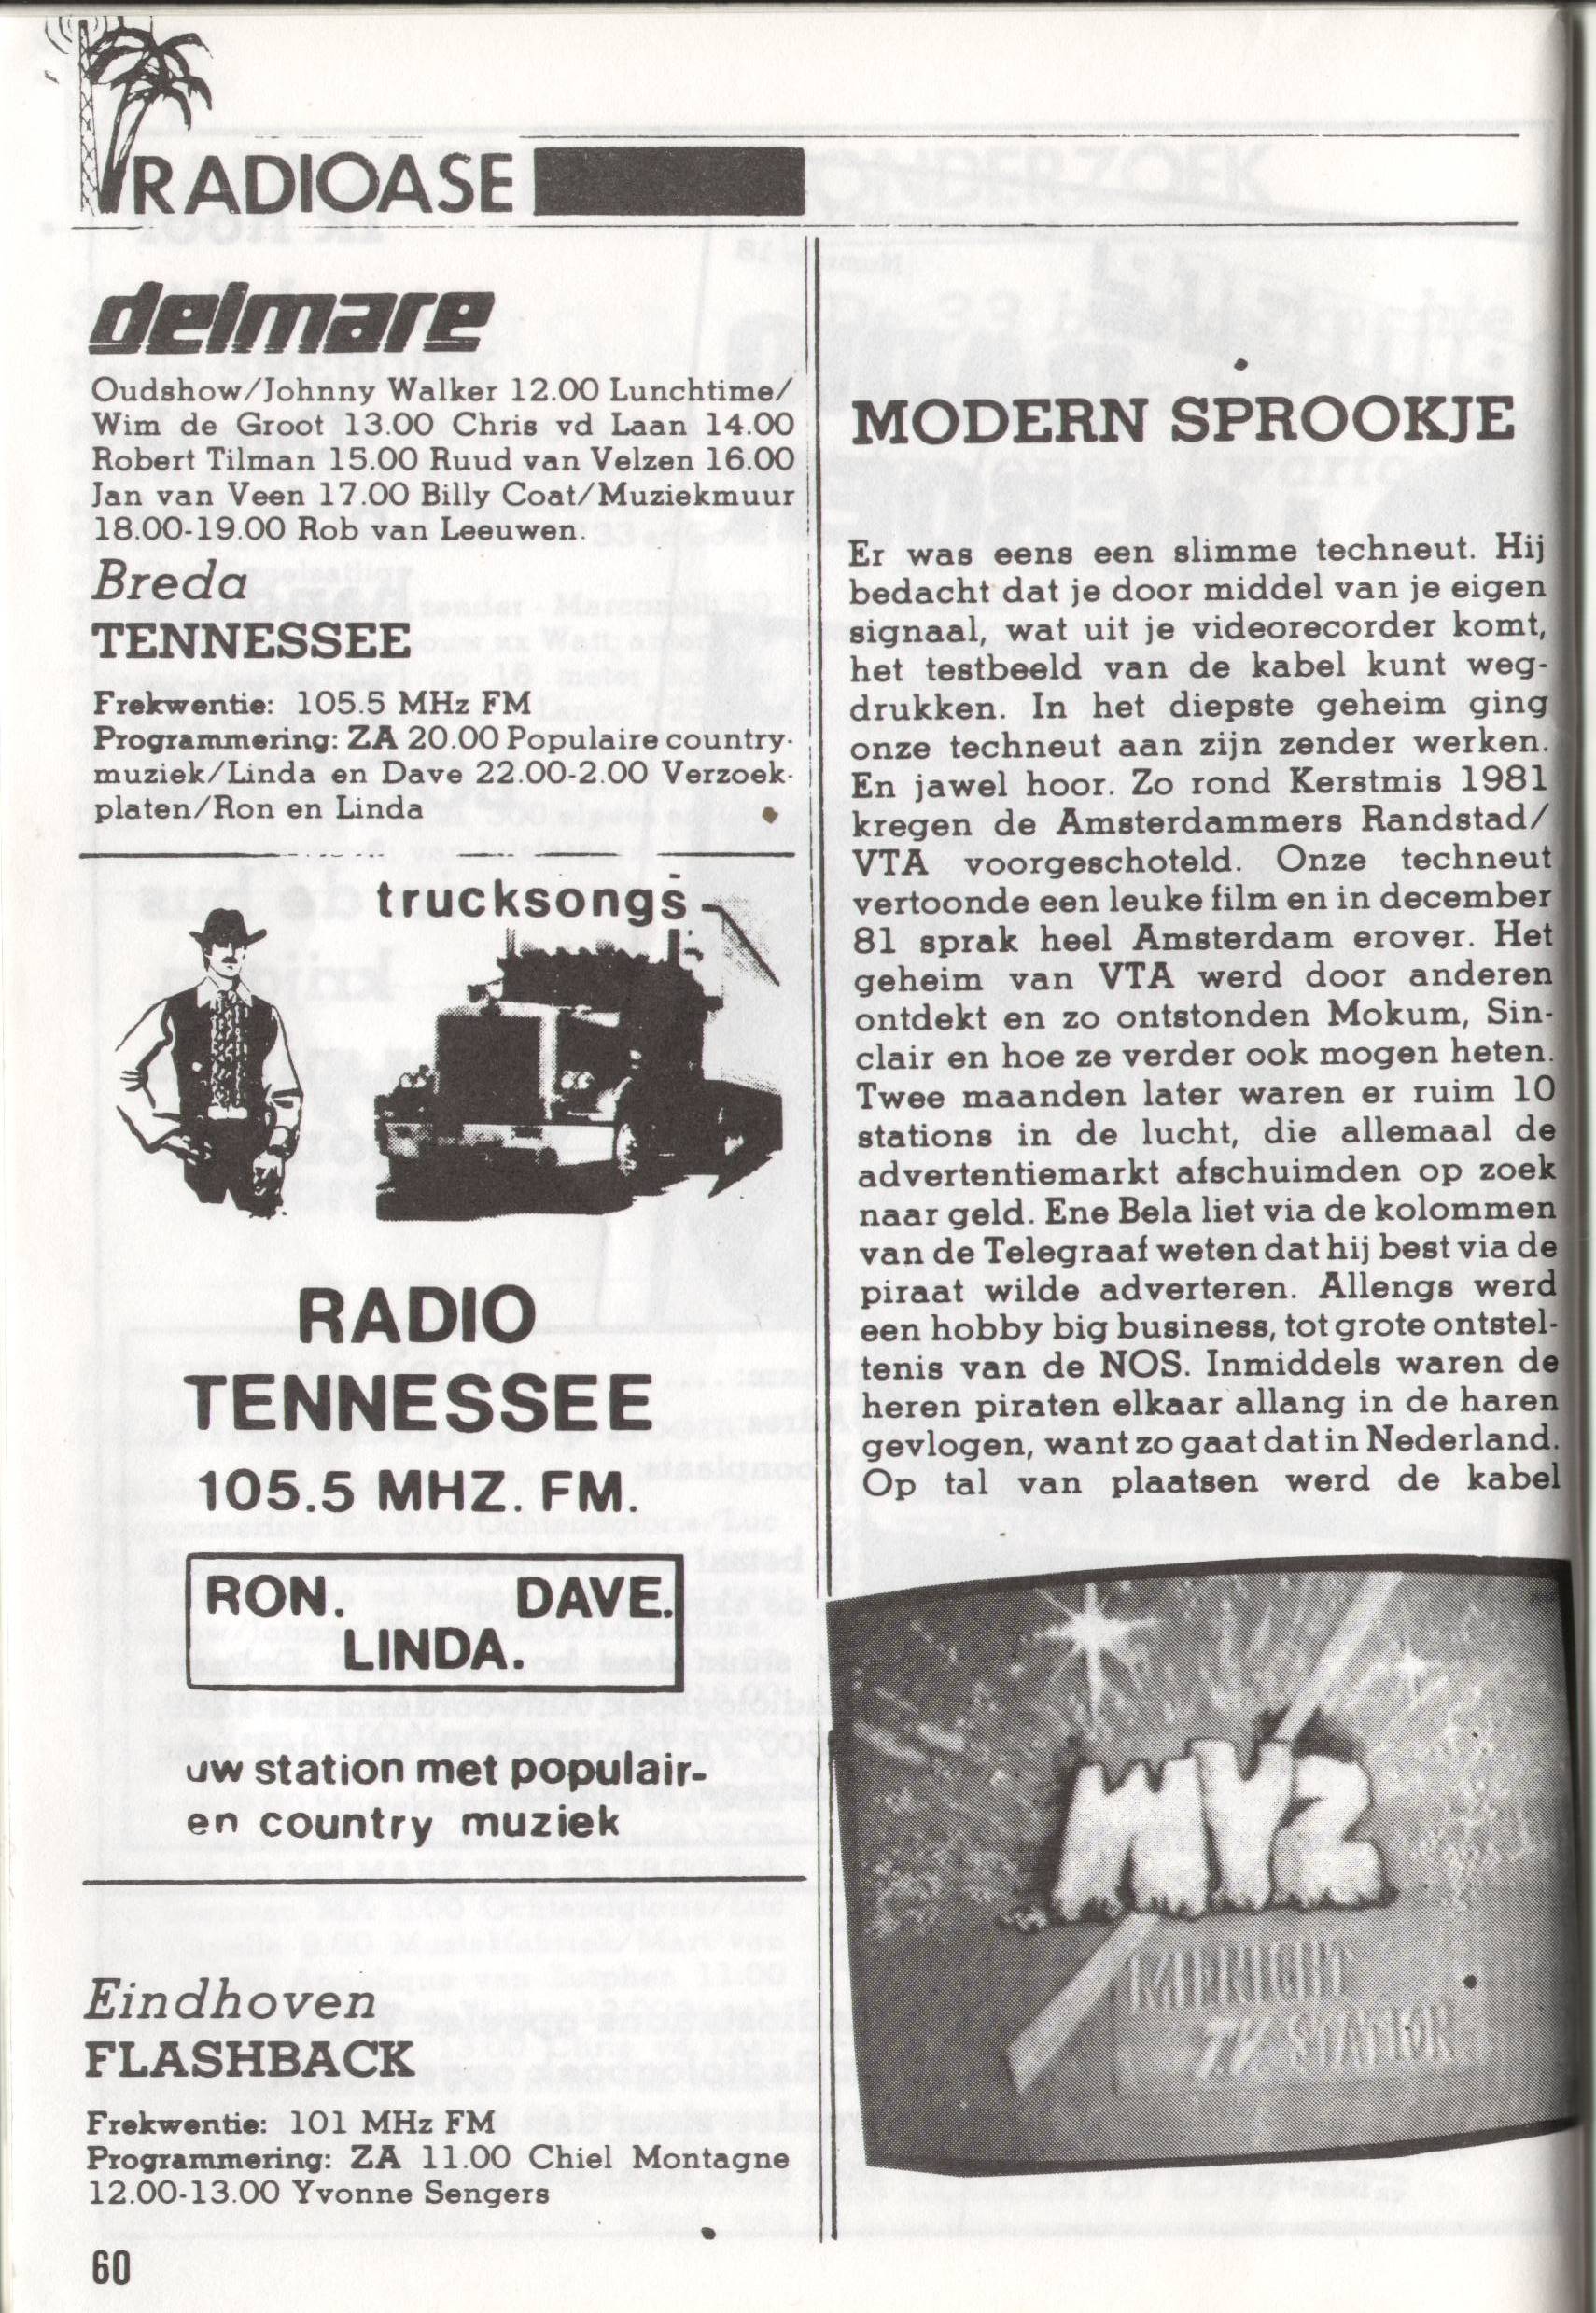 RADIOASE
delmare
Oudshow/Johnny Walker 12.00 Lunchtime/
Wim de Groot 13.00 Chris vd Laan 14.00
Robert Tilman 15.00 Ruud van Velzen 16.00
Jan van Veen 17.00 Billy Coat/Muziekmuur
18.00-19.00 Rob van Leeuwen.
Breda
TENNESSEE
Frekwentie: 105.5 MHz FM
Programmering: ZA 20.00 Populaire country-
muziek/Linda en Dave 22.00-2.00 Verzoek-
platen/Ron en Linda
trucksongs
RADIO
TENNESSEE
105.5 MHZ. FM.
RON. DAVE.
LINDA.
uw station met populair-
en country muziek
Eindhoven
FLASHBACK
Frekwentie: 101 MHz FM
Programmering: ZA 11.00 Chiel Montagne
12.00-13.00 Yvonne Sengers
60
MODERN SPROOKJE
Er was eens een slimme techneut. Hij
bedacht dat je door middel van je eigen
signaal, wat uit je videorecorder komt,
het testbeeld van de kabel kunt weg-
drukken. In het diepste geheim ging
onze techneut aan zijn zender werken.
En jawel hoor. Zo rond Kerstmis 1981
kregen de Amsterdammers Randstad/
VTA voorgeschoteld. Onze techneut
vertoonde een leuke film en in december
81 sprak heel Amsterdam erover. Het
geheim van VTA werd door anderen
ontdekt en zo ontstonden Mokum, Sin-
clair en hoe ze verder ook mogen heten.
Twee maanden later waren er ruim 10
stations in de lucht, die allemaal de
advertentiemarkt afschuimden op zoek
naar geld. Ene Bela liet via de kolommen
van de Telegraaf weten dat hij best via de
piraat wilde adverteren. Allengs werd
een hobby big business, tot grote ontstel-
tenis van de NOS. Inmiddels waren de
heren piraten elkaar allang in de haren
gevlogen, want zo gaat dat in Nederland.
Op tal van plaatsen werd de kabel
MVZ
MIDNIGHT
TV STATION